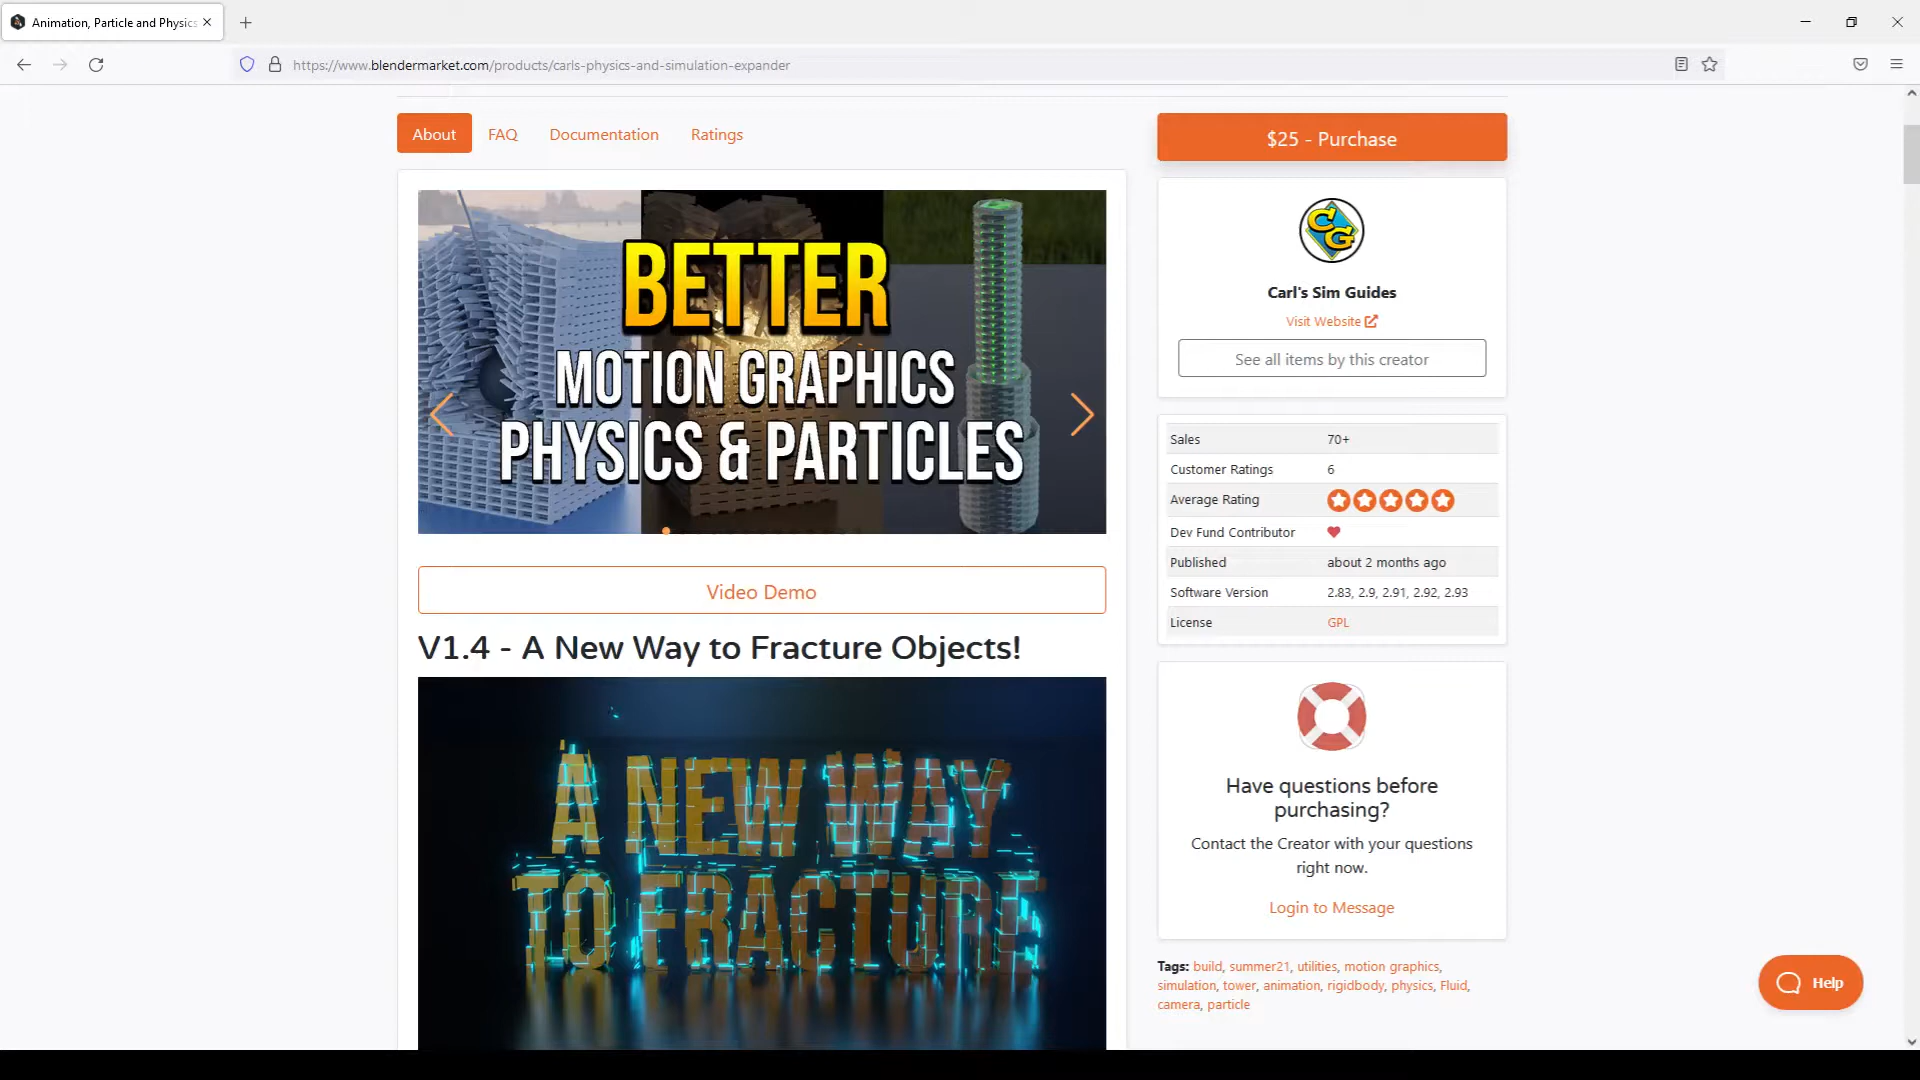 Animation, Particle and Physics
https://www.blendermarket.com/products/carls-physics-and-simulation-expander
About
FAQ
Documentation
Ratings
$25 - Purchase
BETTER
MOTION GRAPHICS
PHYSICS & PARTICLES
CG
Carl's Sim Guides
Visit Website
See all items by this creator
Sales 70+
Customer Ratings 6
Average Rating
Dev Fund Contributor
Published about 2 months ago
Software Version 2.83, 2.9, 2.91, 2.92, 2.93
License GPL
Video Demo
V1.4 - A New Way to Fracture Objects!
A NEW WAY
TO FRACTURE
Have questions before
purchasing?
Contact the Creator with your questions
right now.
Login to Message
Tags: build, summer21, utilities, motion graphics,
simulation, tower, animation, rigidbody, physics, Fluid,
camera, particle
Help